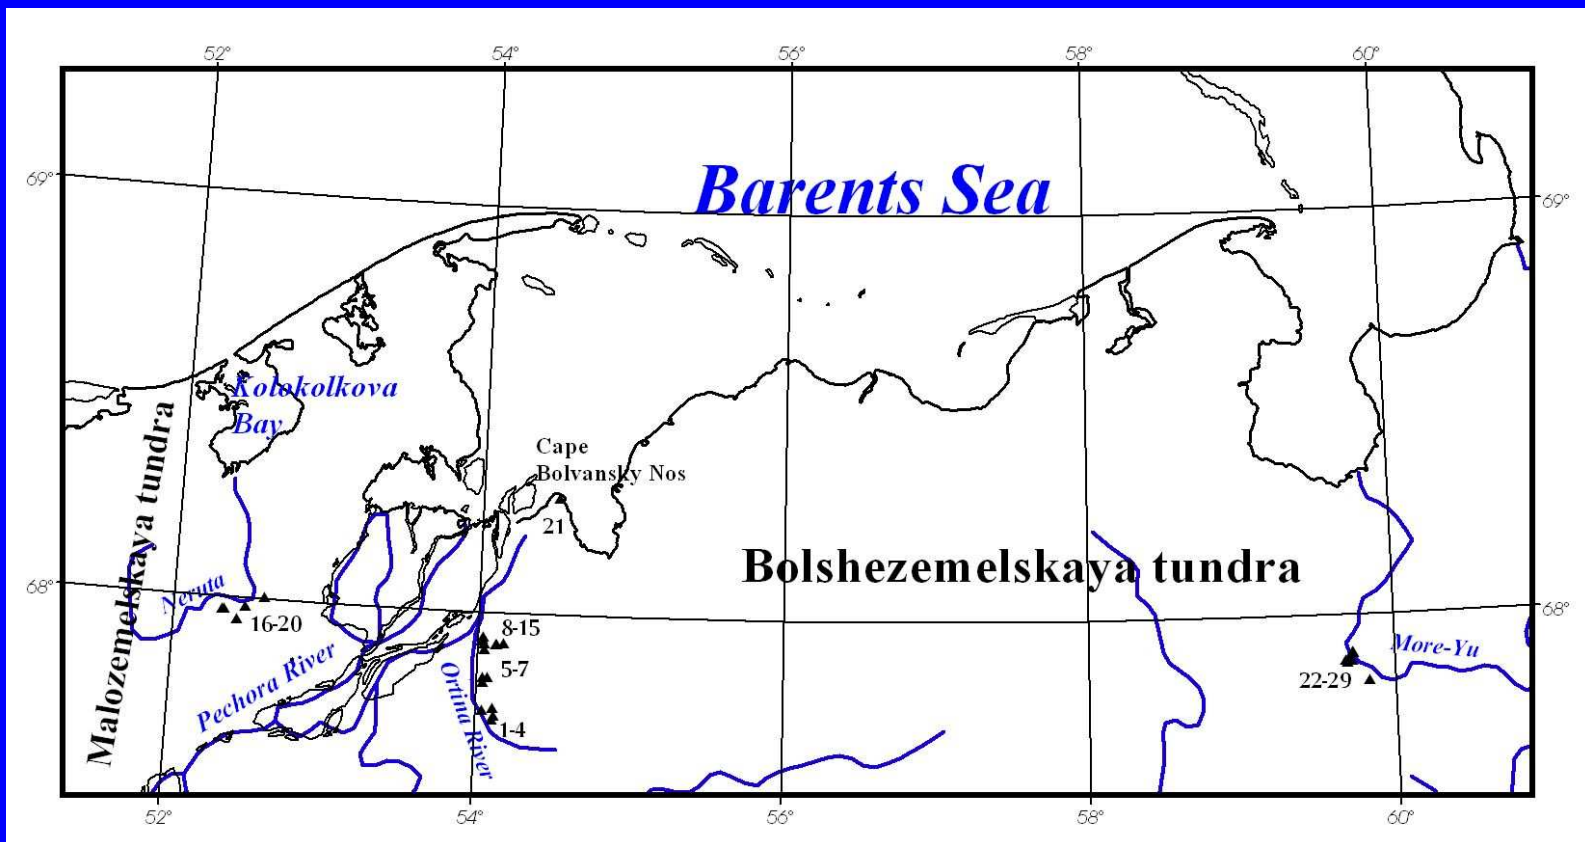 52° 54° 56° 58° 60°
69° 69°
Barents Sea
Kolokolkova
Bay
Cape
Bolvansky Nos
21
Malozemelskaya tundra
Bolshezemelskaya tundra
68° 68°
Neruta
16-20
8-15
5-7
1-4
Pechora River
Ortina River
More-Yu
22-29
52° 54° 56° 58° 60°